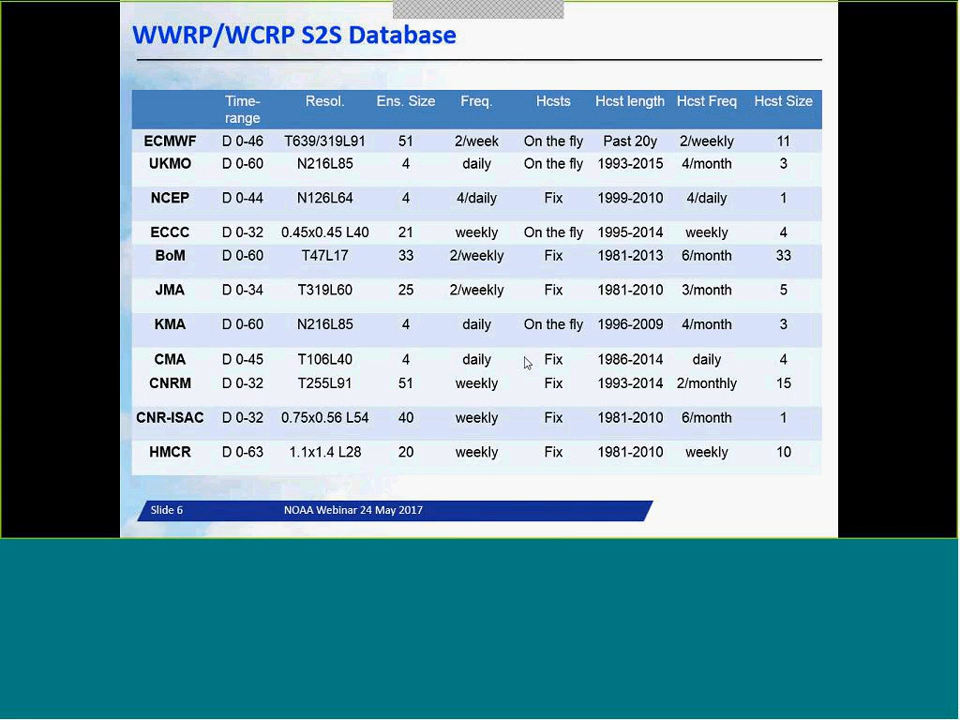 WWRP/WCRP S2S Database
Time-range Resol. Ens. Size Freq. Hcsts Hcst length Hcst Freq Hcst Size
ECMWF D 0-46 T639/319L91 51 2/week On the fly Past 20y 2/weekly 11
UKMO D 0-60 N216L85 4 daily On the fly 1993-2015 4/month 3
NCEP D 0-44 N126L64 4 4/daily Fix 1999-2010 4/daily 1
ECCC D 0-32 0.45x0.45 L40 21 weekly On the fly 1995-2014 weekly 4
BoM D 0-60 T47L17 33 2/weekly Fix 1981-2013 6/month 33
JMA D 0-34 T319L60 25 2/weekly Fix 1981-2010 3/month 5
KMA D 0-60 N216L85 4 daily On the fly 1996-2009 4/month 3
CMA D 0-45 T106L40 4 daily Fix 1986-2014 daily 4
CNRM D 0-32 T255L91 51 weekly Fix 1993-2014 2/monthly 15
CNR-ISAC D 0-32 0.75x0.56 L54 40 weekly Fix 1981-2010 6/month 1
HMCR D 0-63 1.1x1.4 L28 20 weekly Fix 1981-2010 weekly 10
Slide 6 NOAA Webinar 24 May 2017